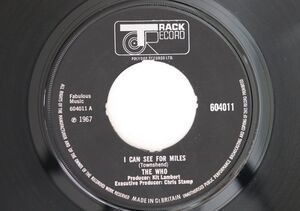 TRACK
RECORD
POLYDOR RECORDS LTD.
Fabulous
Music
604011 A
℗ 1967
604011
I CAN SEE FOR MILES
(Townshend)
THE WHO
Producer: Kit Lambert
Executive Producer: Chris Stamp
MADE IN GT. BRITAIN